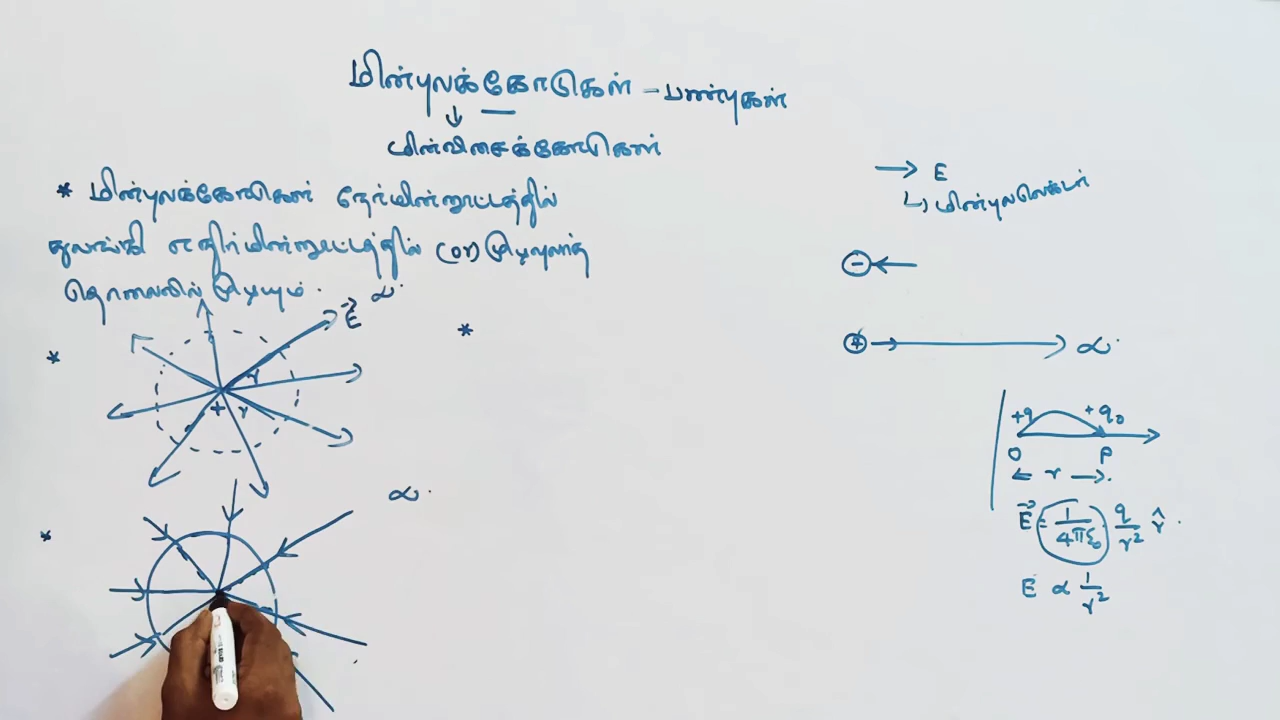 மின்புலக்கோடுகள் – பண்புகள்
↓
மின்விசைக்கோடுகள்
* மின்புலக்கோடுகள் நேர்மின்னூட்டத்தில்
துவங்கி எதிர்மின்னூட்டத்தில் (or) முடிவுலாத்
தொலைவில் முடியும்.
→ E
↳ மின்புலவெக்டர்
−
+ ∝.
* E⃗ ∝.
r
+ r
*
+q +q₀
O P
← r →.
E⃗ = 1/4πε₀ · q/r² r̂ .
E ∝ 1/r²
* ∝.